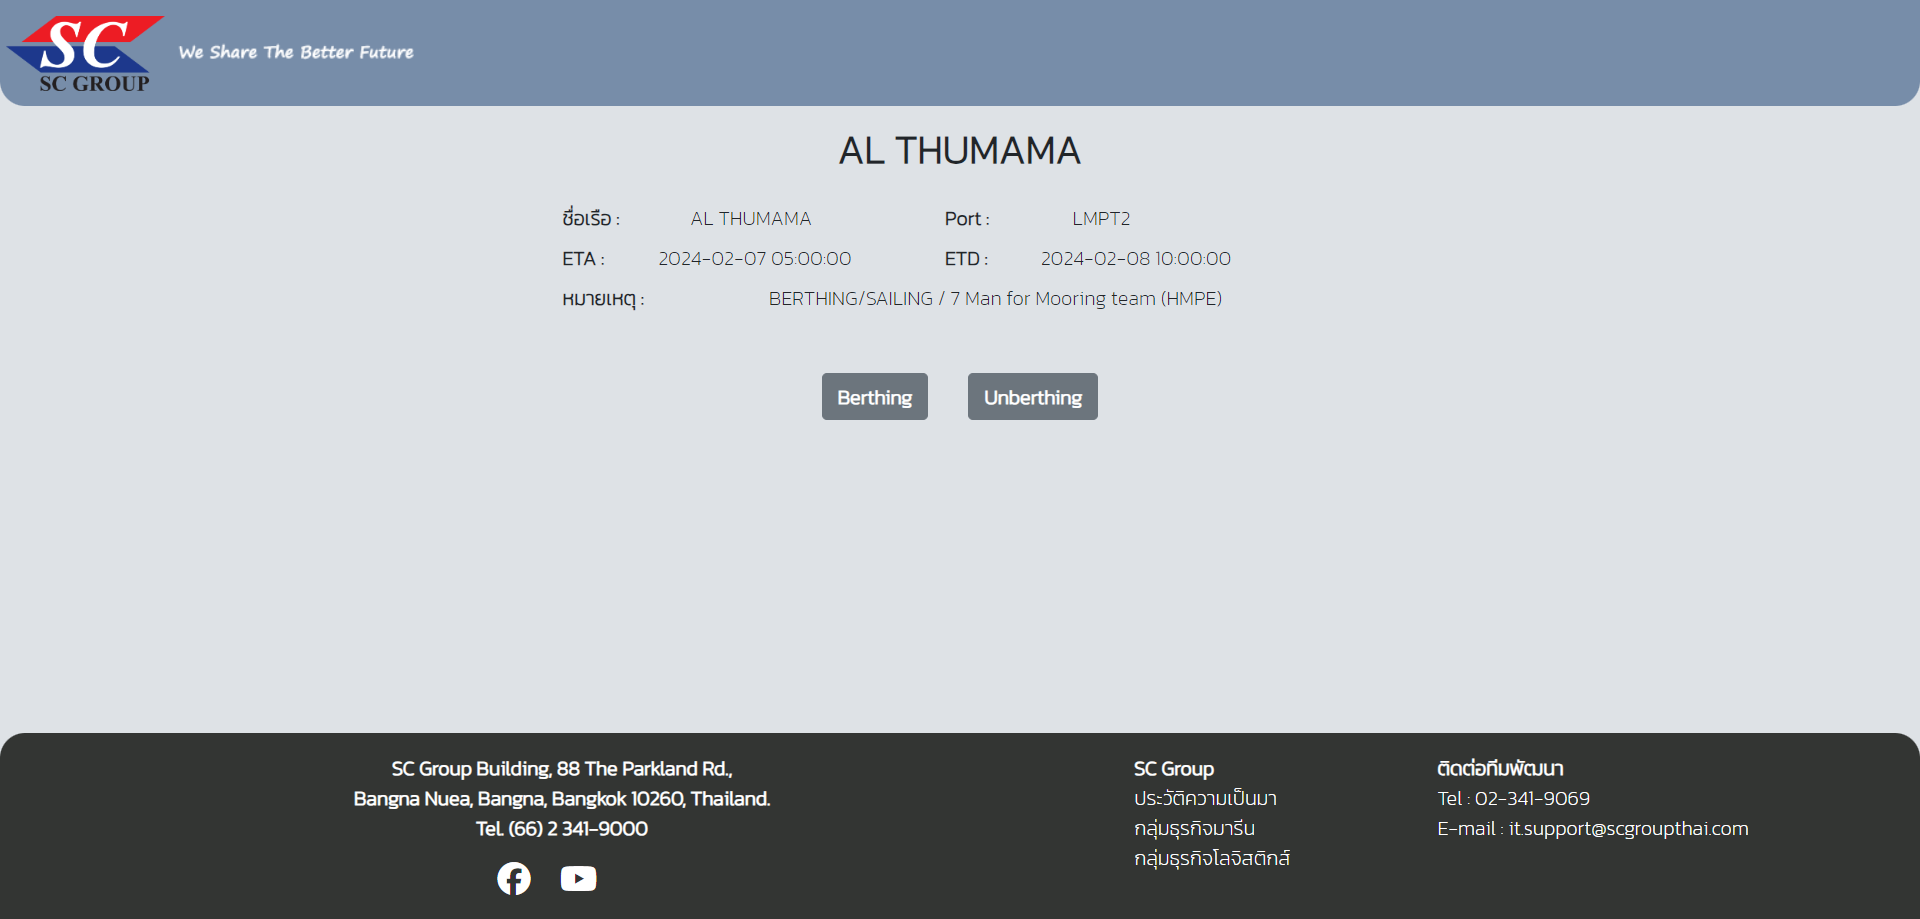 SC
SC GROUP
We Share The Better Future
AL THUMAMA
ชื่อเรือ : AL THUMAMA Port : LMPT2
ETA : 2024-02-07 05:00:00 ETD : 2024-02-08 10:00:00
หมายเหตุ : BERTHING/SAILING / 7 Man for Mooring team (HMPE)
Berthing Unberthing
SC Group Building, 88 The Parkland Rd.,
Bangna Nuea, Bangna, Bangkok 10260, Thailand.
Tel. (66) 2 341-9000
SC Group
ประวัติความเป็นมา
กลุ่มธุรกิจมารีน
กลุ่มธุรกิจโลจิสติกส์
ติดต่อทีมพัฒนา
Tel : 02-341-9069
E-mail : it.support@scgroupthai.com